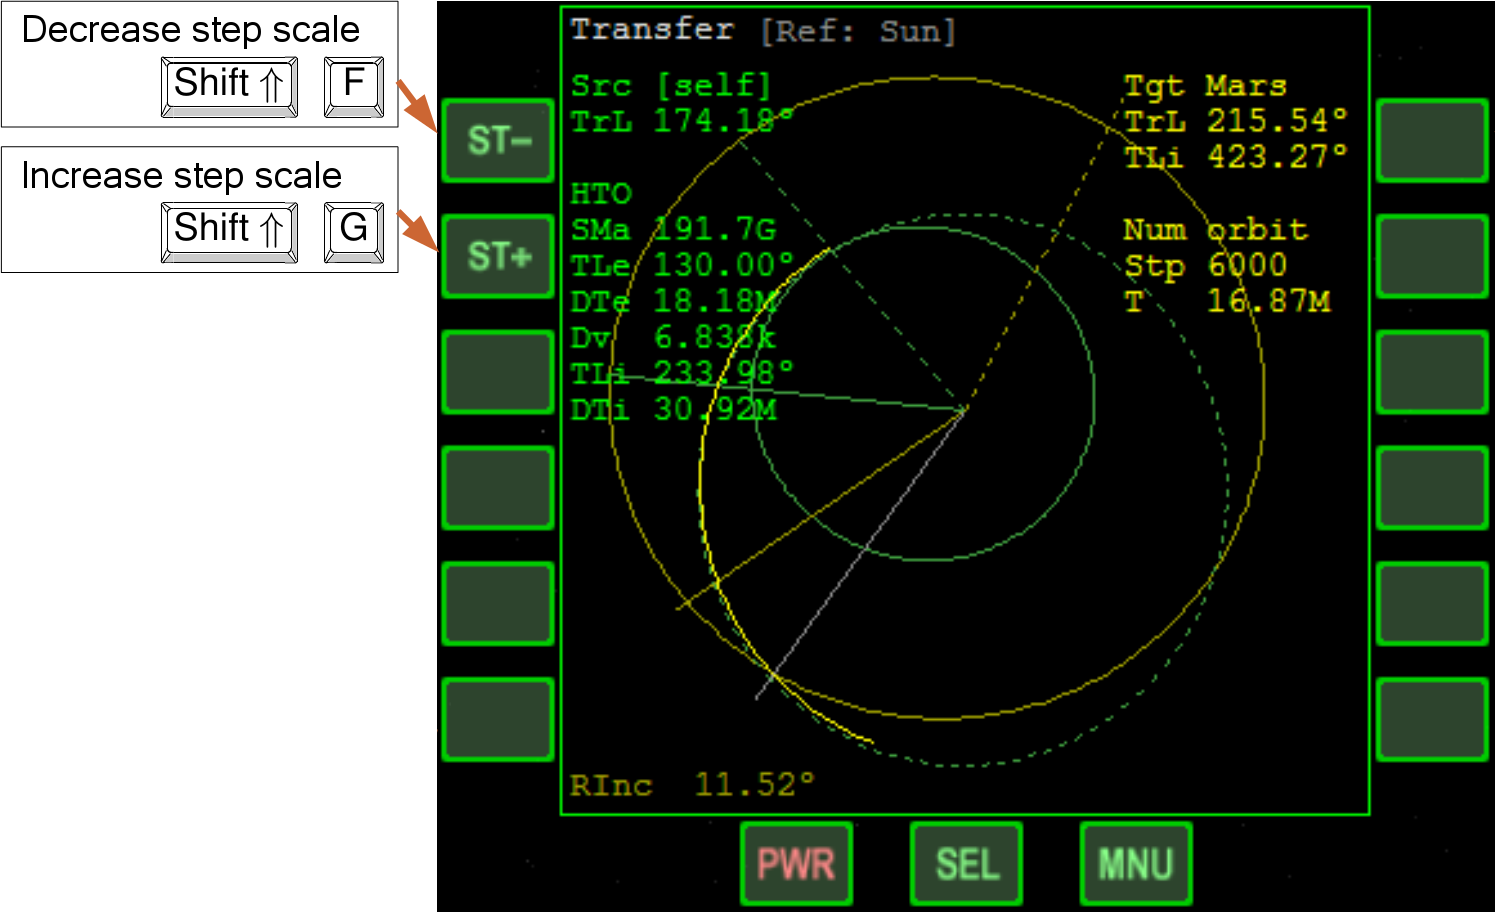 Decrease step scale
Shift ⇑ F
Increase step scale
Shift ⇑ G
ST-
ST+
Transfer [Ref: Sun]
Src [self]
TrL 174.18°
HTO
SMa 191.7G
TLe 130.00°
DTe 18.18M
Dv 6.838k
TLi 233.98°
DTi 30.92M
Tgt Mars
TrL 215.54°
TLi 423.27°
Num orbit
Stp 6000
T 16.87M
RInc 11.52°
PWR
SEL
MNU